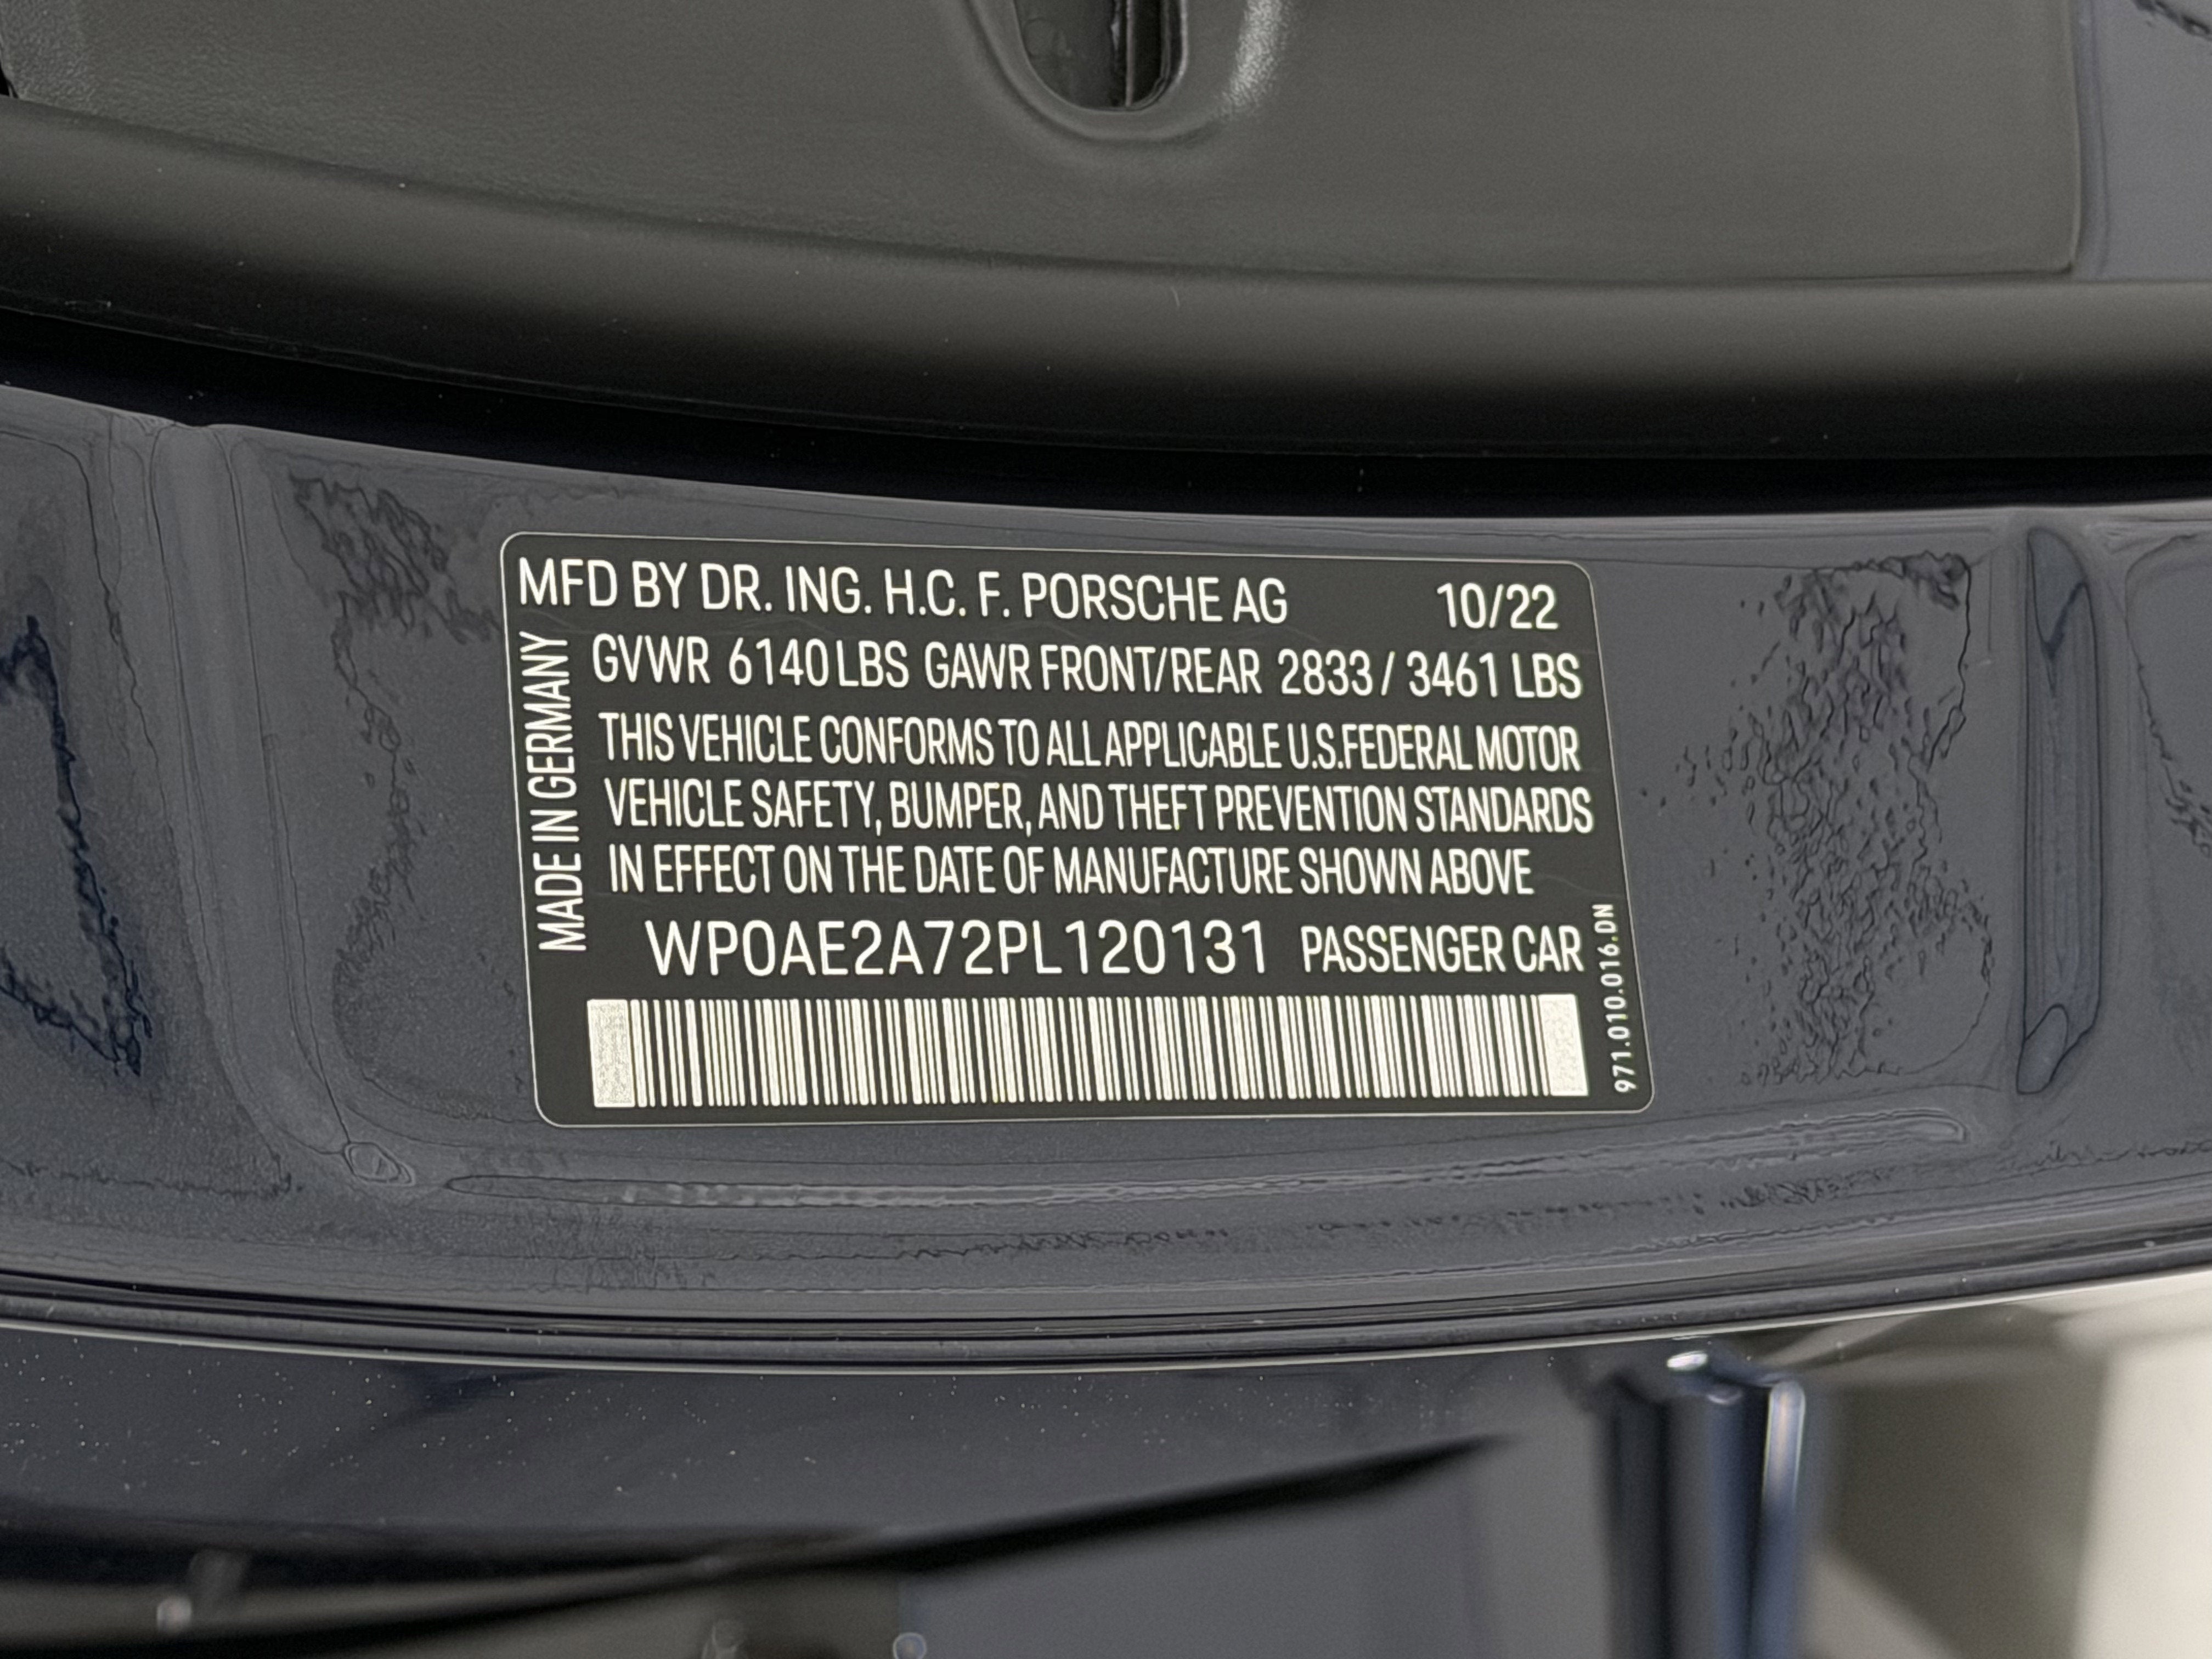 MFD BY DR. ING. H.C. F. PORSCHE AG 10/22
MADE IN GERMANY
GVWR 6140 LBS GAWR FRONT/REAR 2833 / 3461 LBS
THIS VEHICLE CONFORMS TO ALL APPLICABLE U.S.FEDERAL MOTOR
VEHICLE SAFETY, BUMPER, AND THEFT PREVENTION STANDARDS
IN EFFECT ON THE DATE OF MANUFACTURE SHOWN ABOVE
WP0AE2A72PL120131 PASSENGER CAR
971.010.016.0N